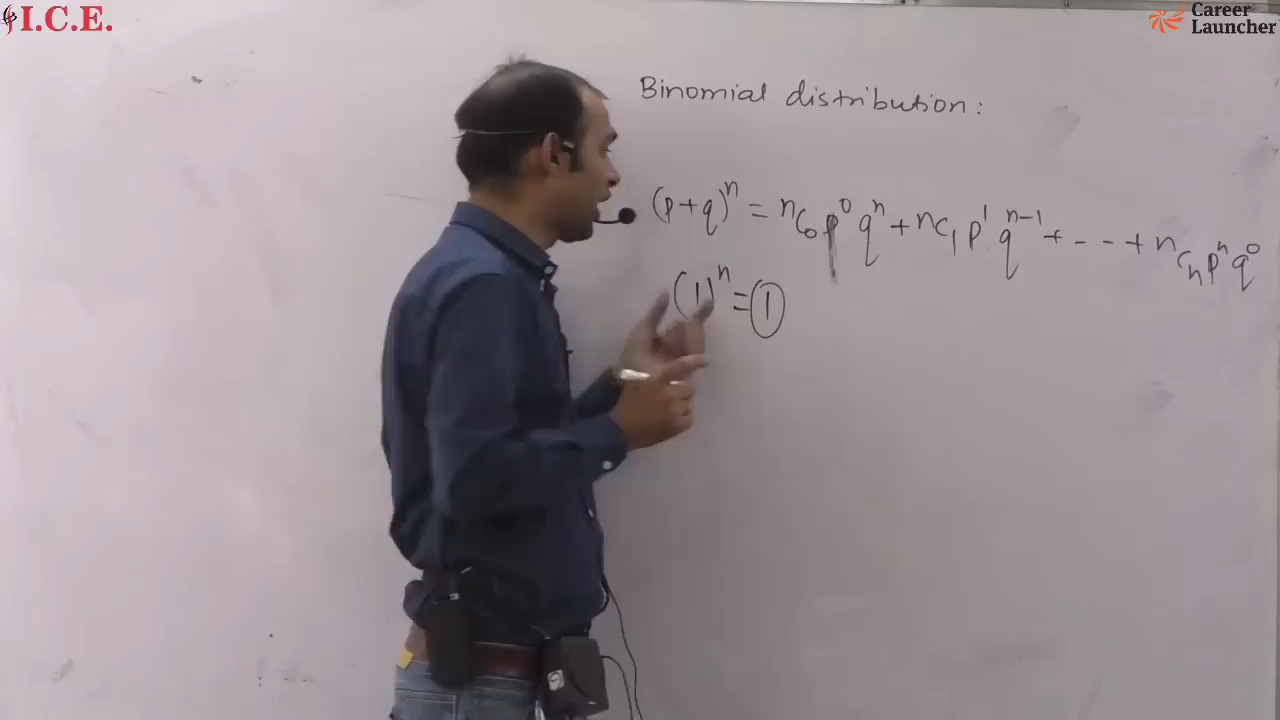 I.C.E.
Career
Launcher
Binomial distribution:
(p+q)^n = nC₀ p^0 q^n + nC₁ p^1 q^(n-1) + --- + nCₙ p^n q^0
(1)^n = 1